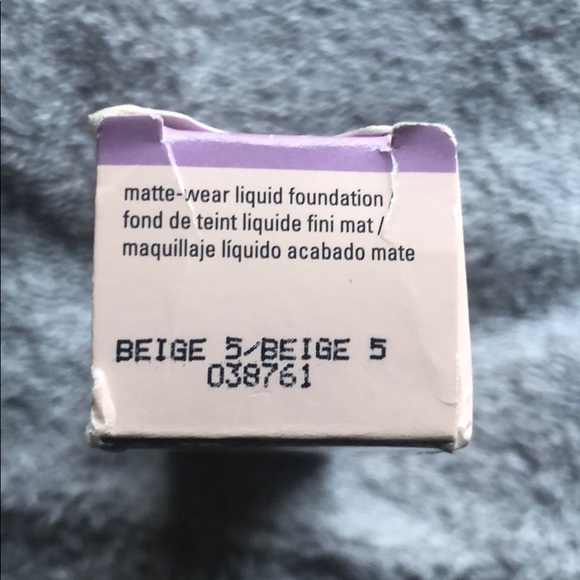 matte-wear liquid foundation /
fond de teint liquide fini mat /
maquillaje líquido acabado mate
BEIGE 5/BEIGE 5
038761